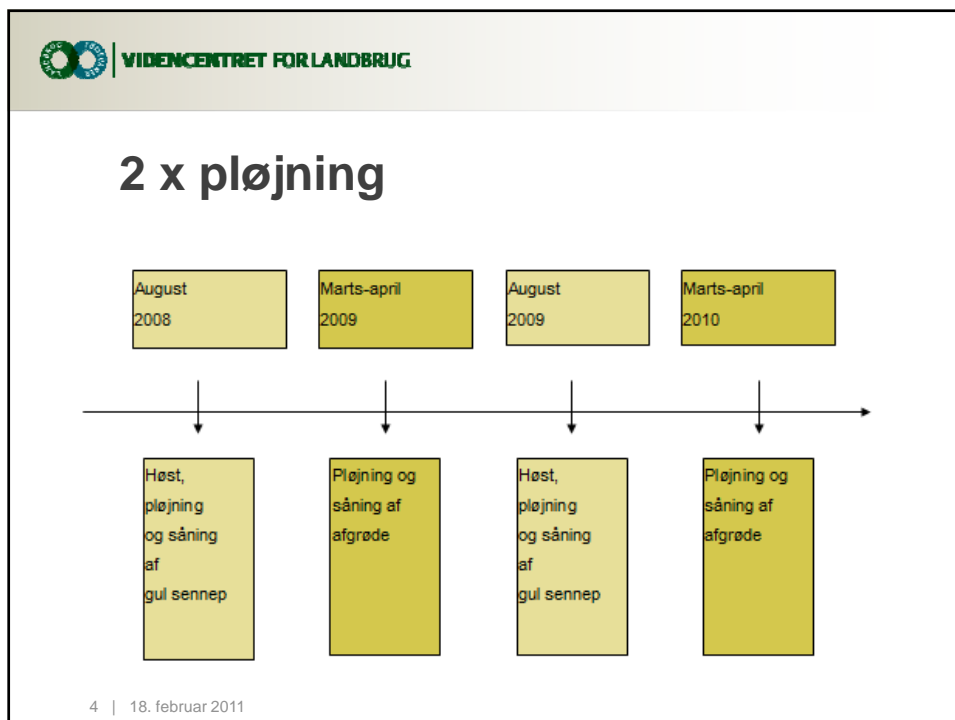 VIDENCENTRET FOR LANDBRUG
2 x pløjning
August
2008
Marts-april
2009
August
2009
Marts-april
2010
Høst,
pløjning
og såning
af
gul sennep
Pløjning og
såning af
afgrøde
Høst,
pløjning
og såning
af
gul sennep
Pløjning og
såning af
afgrøde
4 | 18. februar 2011